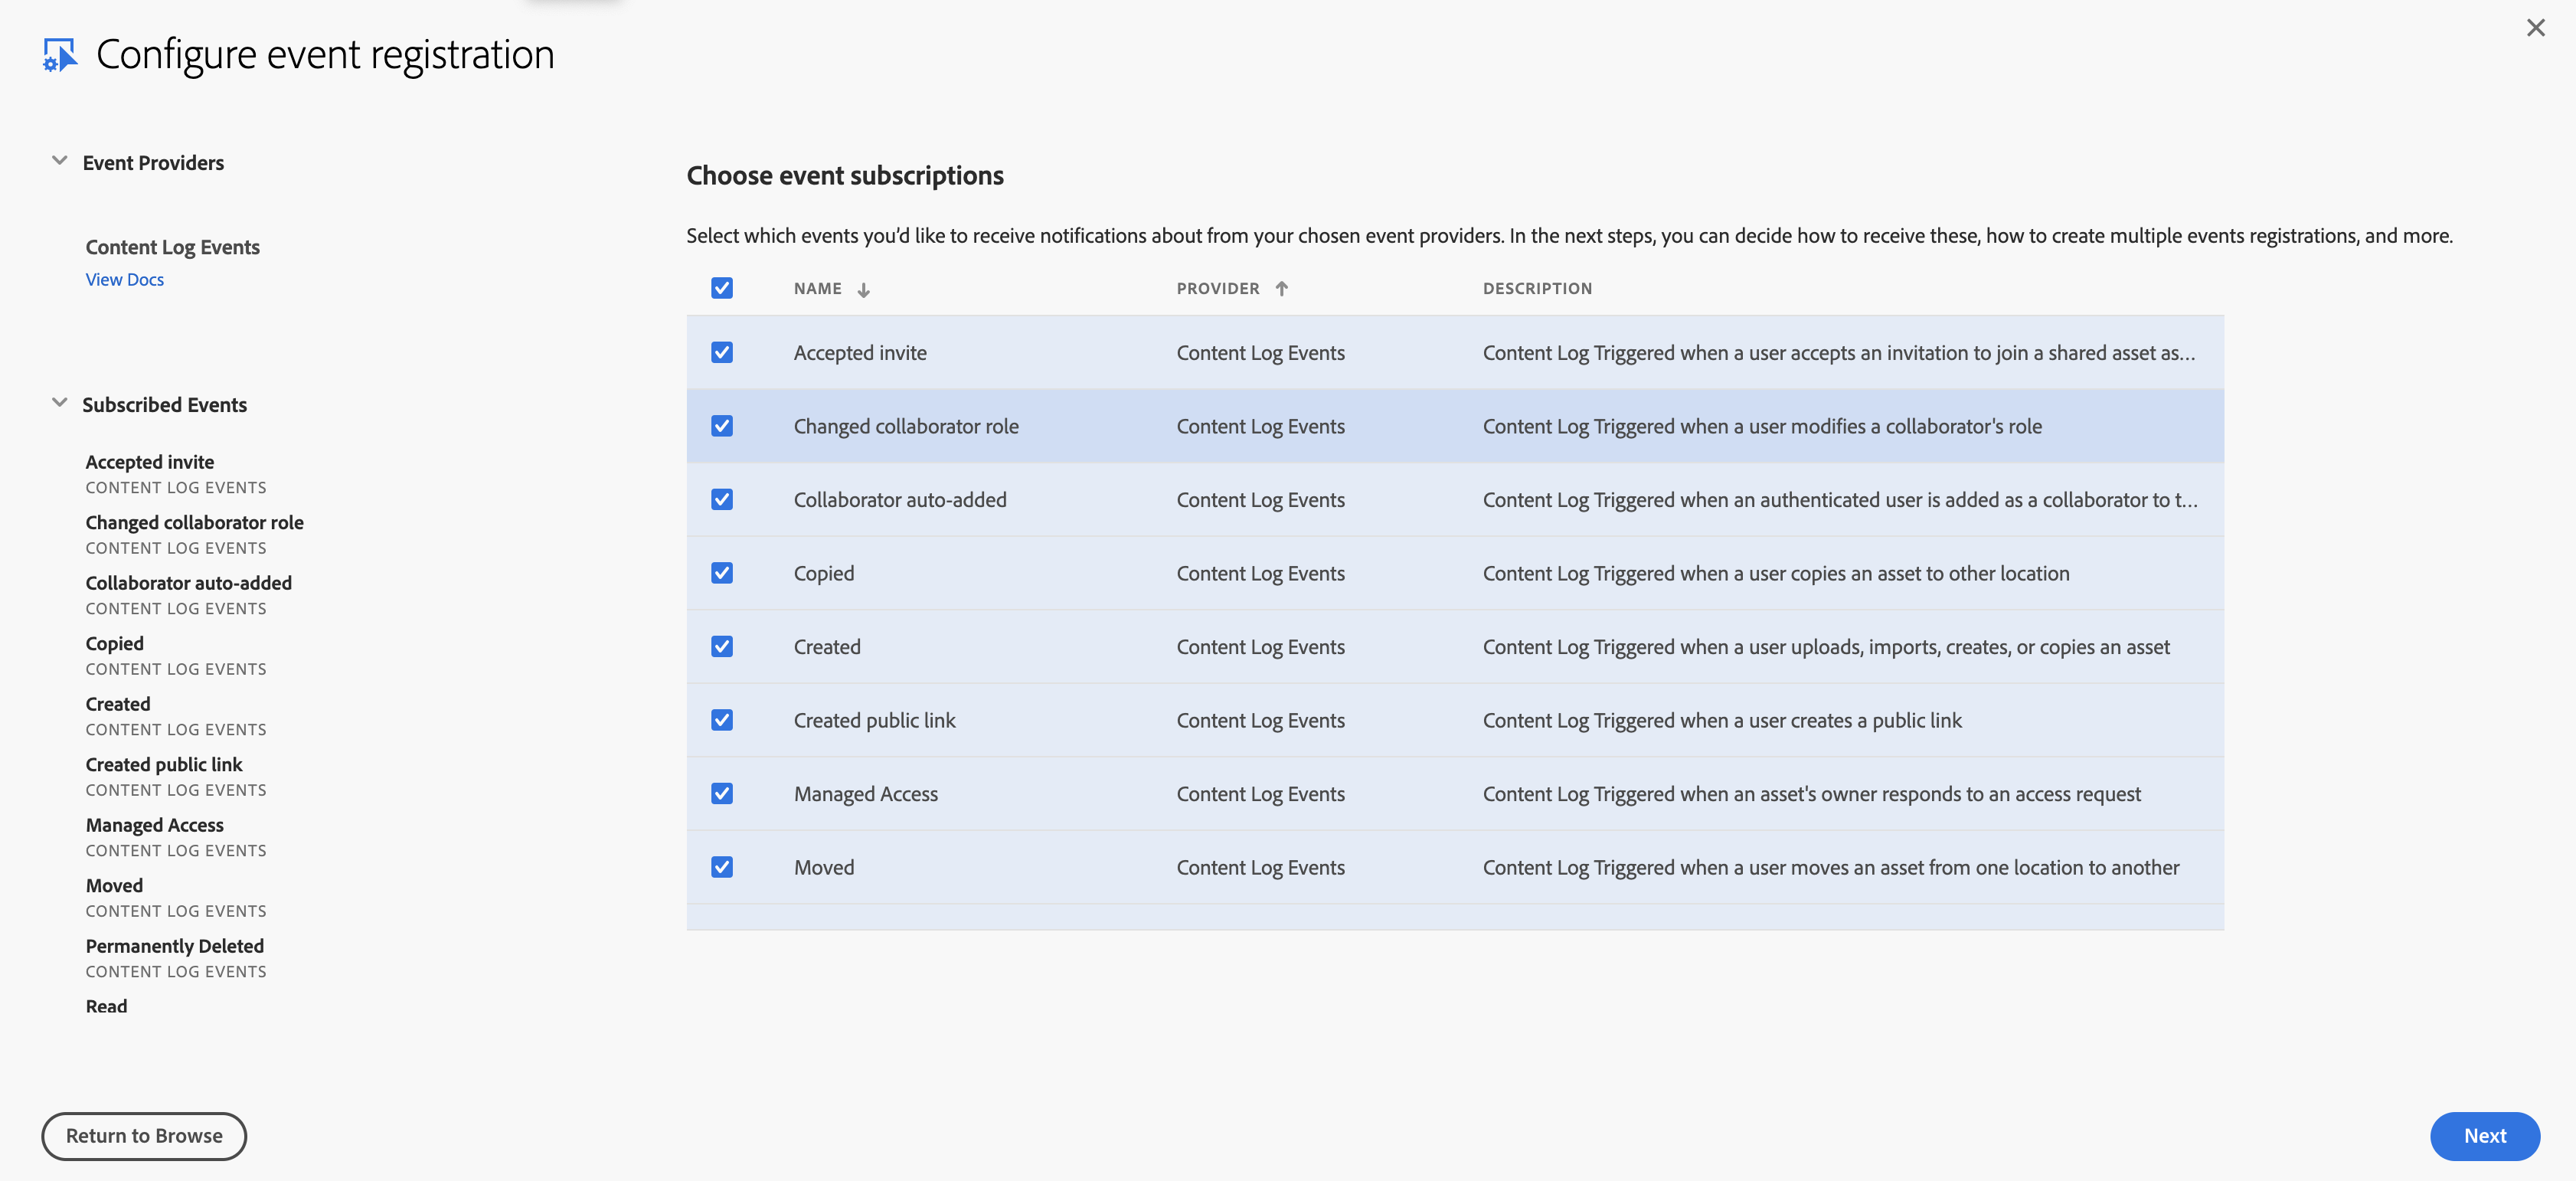 Configure event registration
Event Providers
Content Log Events
View Docs
Subscribed Events
Accepted invite
CONTENT LOG EVENTS
Changed collaborator role
CONTENT LOG EVENTS
Collaborator auto-added
CONTENT LOG EVENTS
Copied
CONTENT LOG EVENTS
Created
CONTENT LOG EVENTS
Created public link
CONTENT LOG EVENTS
Managed Access
CONTENT LOG EVENTS
Moved
CONTENT LOG EVENTS
Permanently Deleted
CONTENT LOG EVENTS
Read
Choose event subscriptions
Select which events you’d like to receive notifications about from your chosen event providers. In the next steps, you can decide how to receive these, how to create multiple events registrations, and more.
NAME PROVIDER DESCRIPTION
Accepted invite Content Log Events Content Log Triggered when a user accepts an invitation to join a shared asset as…
Changed collaborator role Content Log Events Content Log Triggered when a user modifies a collaborator's role
Collaborator auto-added Content Log Events Content Log Triggered when an authenticated user is added as a collaborator to t…
Copied Content Log Events Content Log Triggered when a user copies an asset to other location
Created Content Log Events Content Log Triggered when a user uploads, imports, creates, or copies an asset
Created public link Content Log Events Content Log Triggered when a user creates a public link
Managed Access Content Log Events Content Log Triggered when an asset's owner responds to an access request
Moved Content Log Events Content Log Triggered when a user moves an asset from one location to another
Return to Browse
Next